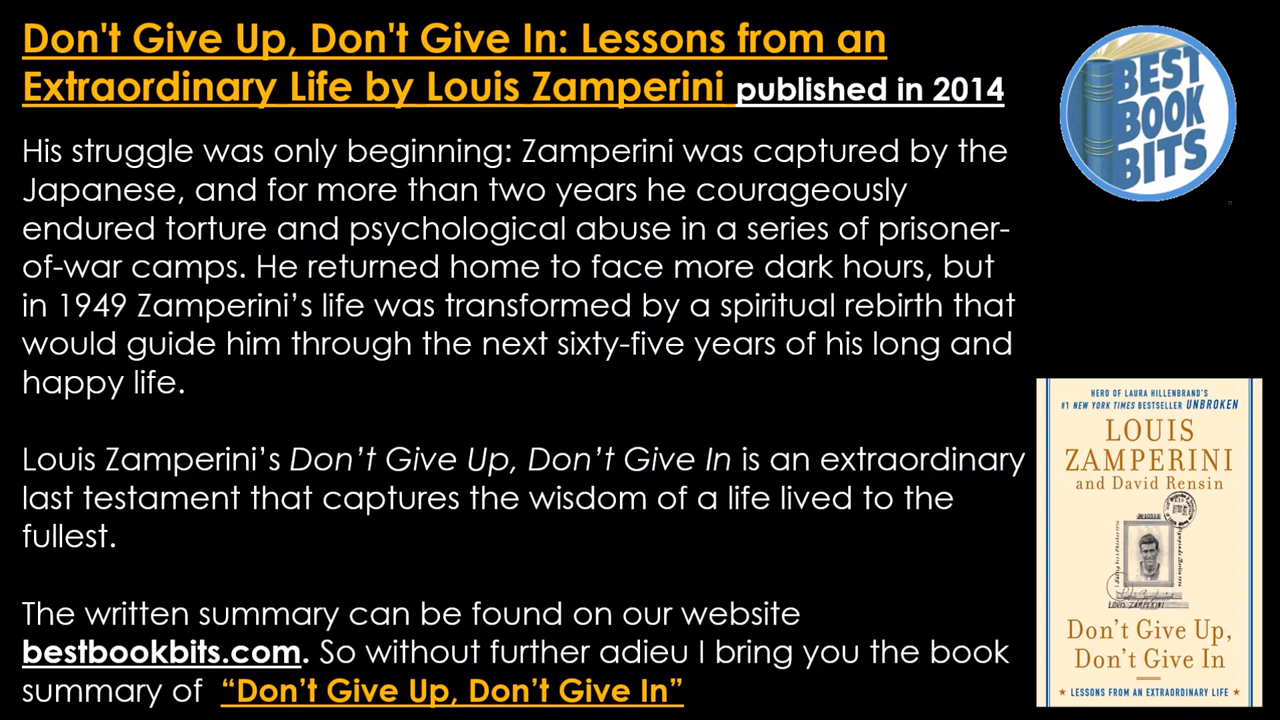 Don't Give Up, Don't Give In: Lessons from an
Extraordinary Life by Louis Zamperini published in 2014
BEST
BOOK
BITS
His struggle was only beginning: Zamperini was captured by the
Japanese, and for more than two years he courageously
endured torture and psychological abuse in a series of prisoner-
of-war camps. He returned home to face more dark hours, but
in 1949 Zamperini’s life was transformed by a spiritual rebirth that
would guide him through the next sixty-five years of his long and
happy life.
Louis Zamperini’s Don’t Give Up, Don’t Give In is an extraordinary
last testament that captures the wisdom of a life lived to the
fullest.
The written summary can be found on our website
bestbookbits.com. So without further adieu I bring you the book
summary of “Don’t Give Up, Don’t Give In”
HERO OF LAURA HILLENBRAND'S
#1 NEW YORK TIMES BESTSELLER UNBROKEN
LOUIS
ZAMPERINI
and David Rensin
LOUIS ZAMPERINI
Don’t Give Up,
Don’t Give In
★ LESSONS FROM AN EXTRAORDINARY LIFE ★